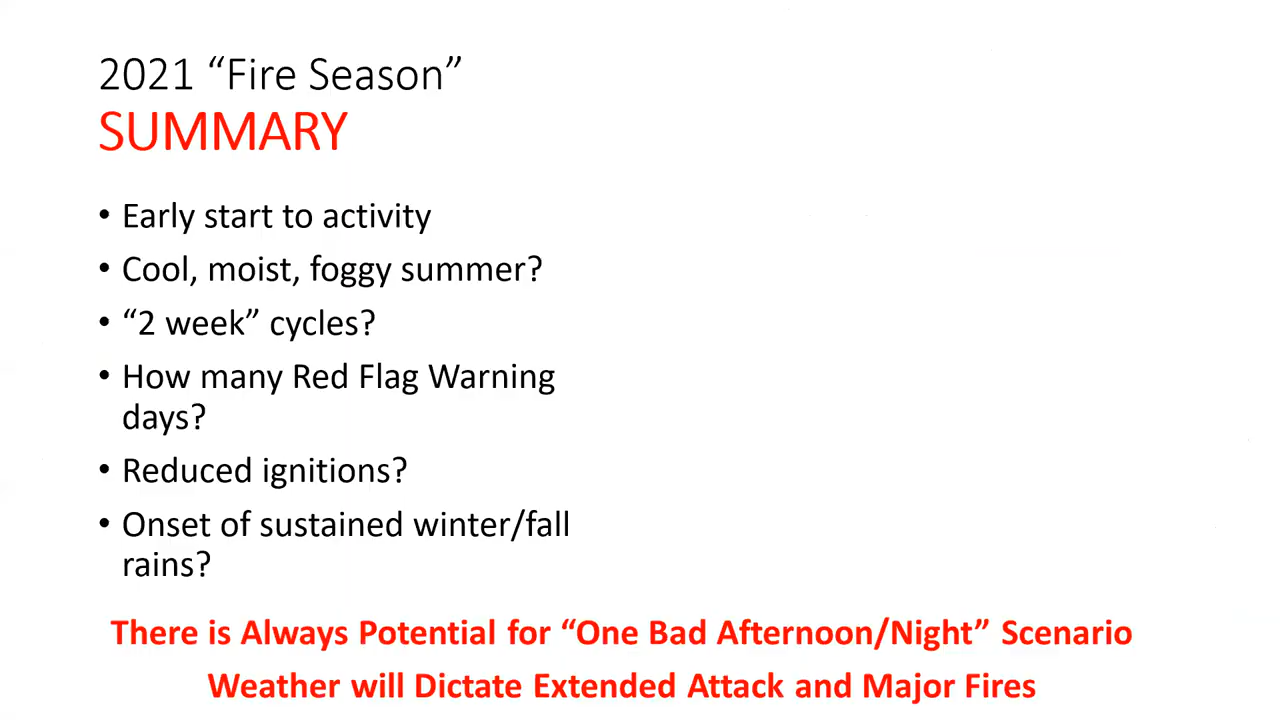 2021 “Fire Season”
SUMMARY
• Early start to activity
• Cool, moist, foggy summer?
• “2 week” cycles?
• How many Red Flag Warning
days?
• Reduced ignitions?
• Onset of sustained winter/fall
rains?
There is Always Potential for “One Bad Afternoon/Night” Scenario
Weather will Dictate Extended Attack and Major Fires